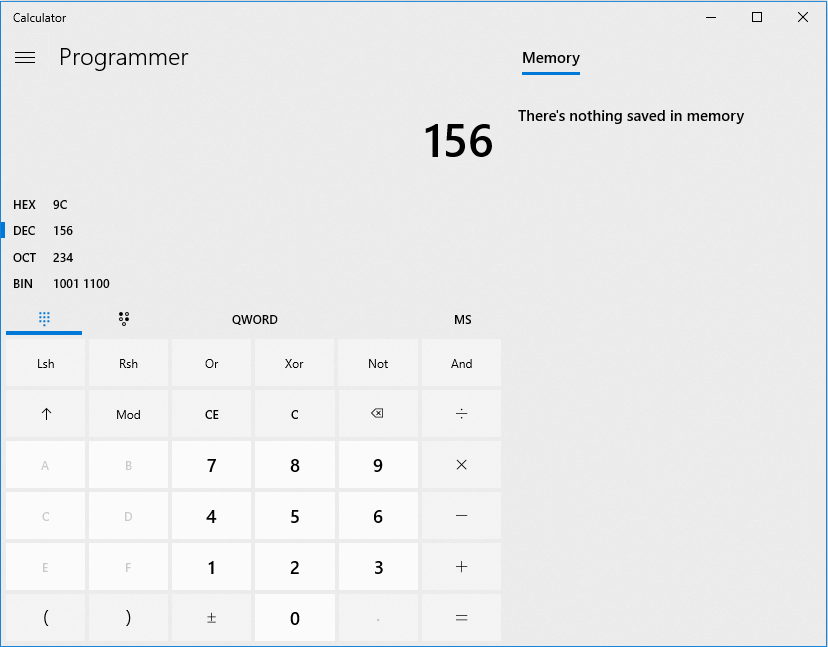 Calculator
Programmer
Memory
There's nothing saved in memory
156
HEX 9C
DEC 156
OCT 234
BIN 1001 1100
QWORD MS
Lsh Rsh Or Xor Not And
↑ Mod CE C ⌫ ÷
A B 7 8 9 ×
C D 4 5 6 −
E F 1 2 3 +
( ) ± 0 . =